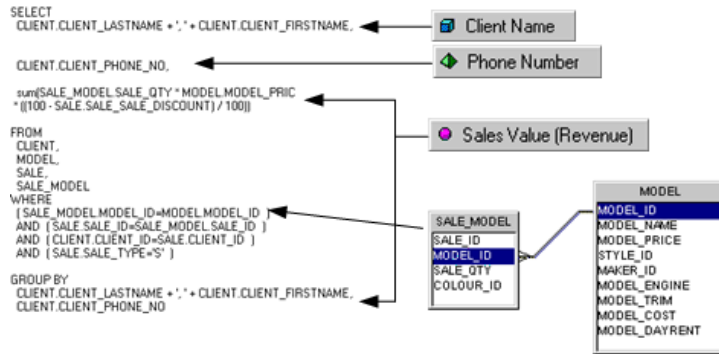 SELECT
CLIENT.CLIENT_LASTNAME + ', ' + CLIENT.CLIENT_FIRSTNAME,
CLIENT.CLIENT_PHONE_NO,
sum(SALE_MODEL.SALE_QTY * MODEL.MODEL_PRIC
* ((100 - SALE.SALE_SALE_DISCOUNT) / 100))
FROM
CLIENT,
MODEL,
SALE,
SALE_MODEL
WHERE
( SALE_MODEL.MODEL_ID=MODEL.MODEL_ID )
AND ( SALE.SALE_ID=SALE_MODEL.SALE_ID )
AND ( CLIENT.CLIENT_ID=SALE.CLIENT_ID )
AND ( SALE.SALE_TYPE='S' )
GROUP BY
CLIENT.CLIENT_LASTNAME + ', ' + CLIENT.CLIENT_FIRSTNAME,
CLIENT.CLIENT_PHONE_NO
Client Name
Phone Number
Sales Value (Revenue)
SALE_MODEL
SALE_ID
MODEL_ID
SALE_QTY
COLOUR_ID
MODEL
MODEL_ID
MODEL_NAME
MODEL_PRICE
STYLE_ID
MAKER_ID
MODEL_ENGINE
MODEL_TRIM
MODEL_COST
MODEL_DAYRENT